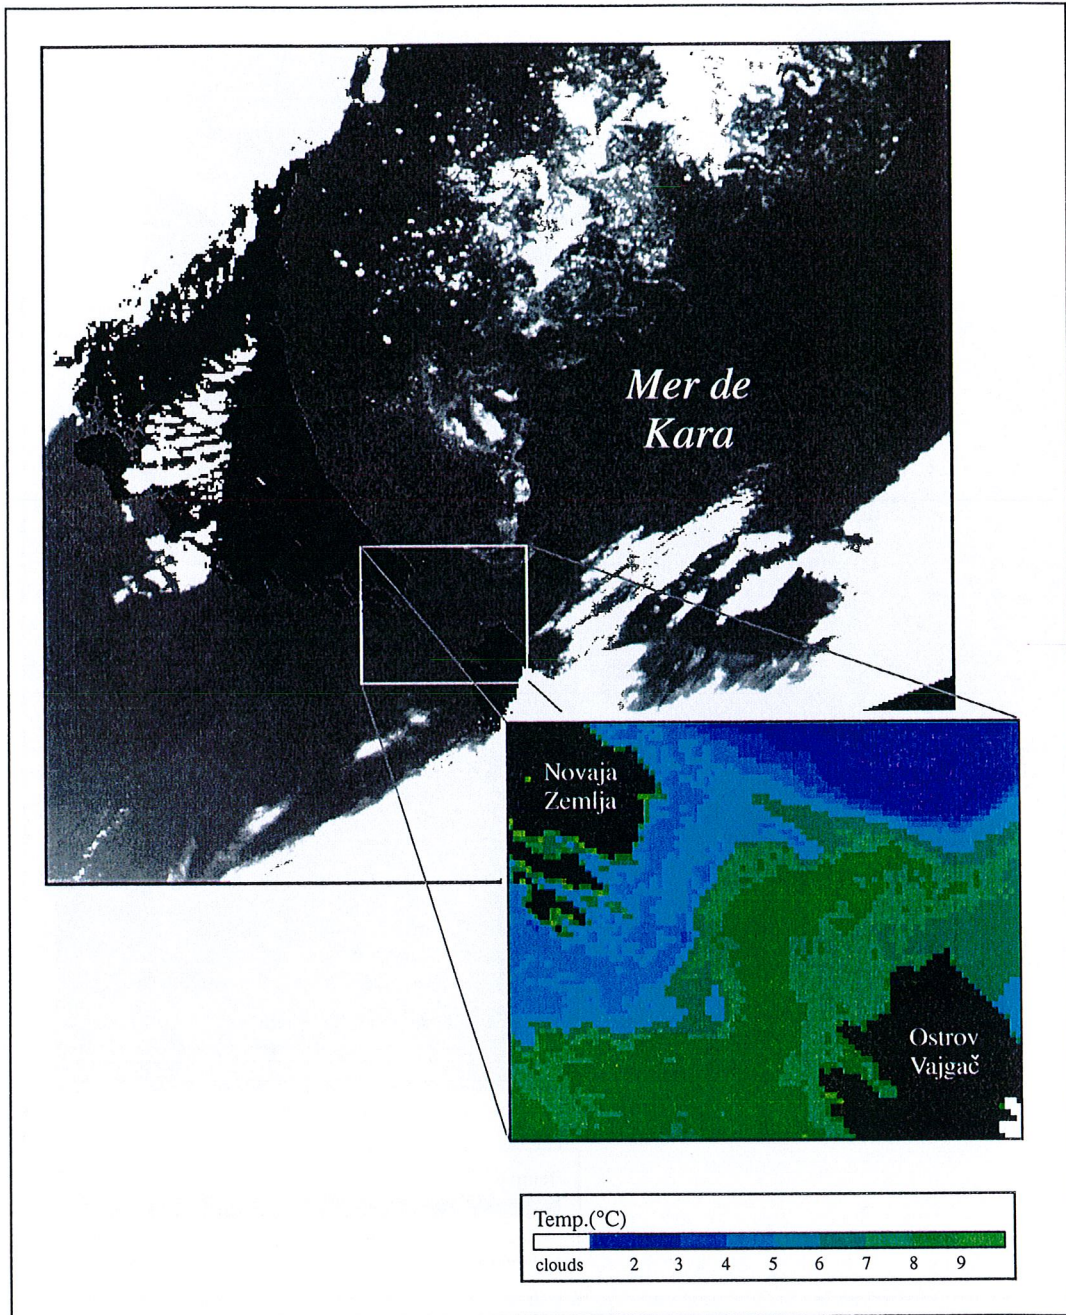 Mer de
Kara
Novaja
Zemlja
Ostrov
Vajgač
Temp.(°C)
clouds 2 3 4 5 6 7 8 9